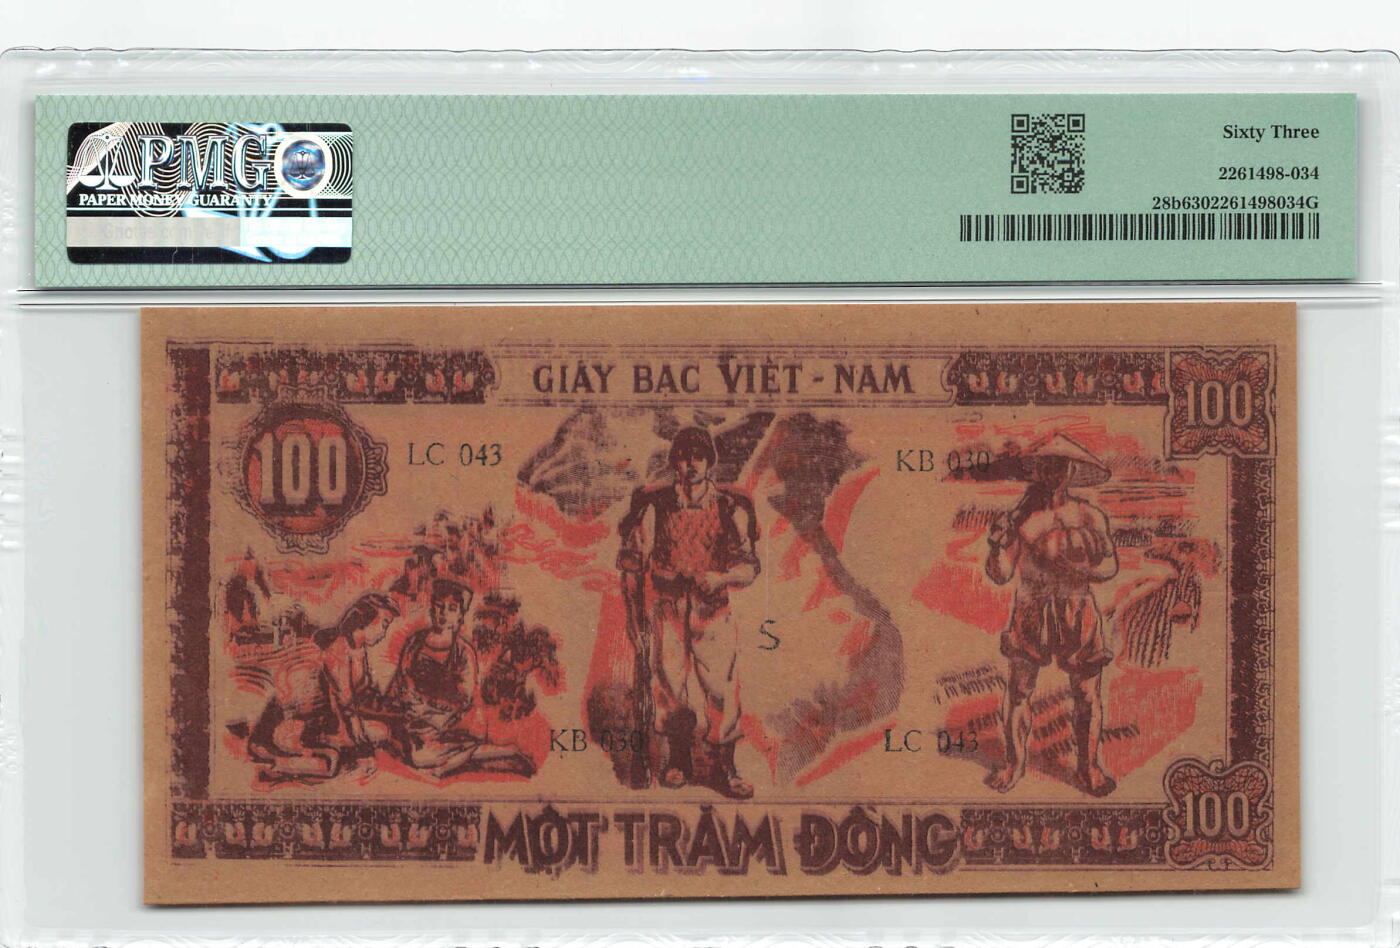 PMG
PAPER MONEY GUARANTY
Sixty Three
2261498-034
28b6302261498034G
GIẤY BẠC VIỆT-NAM
100
100
LC 043
KB 030
S
KB 030
LC 043
100
MỘT TRĂM ĐỒNG